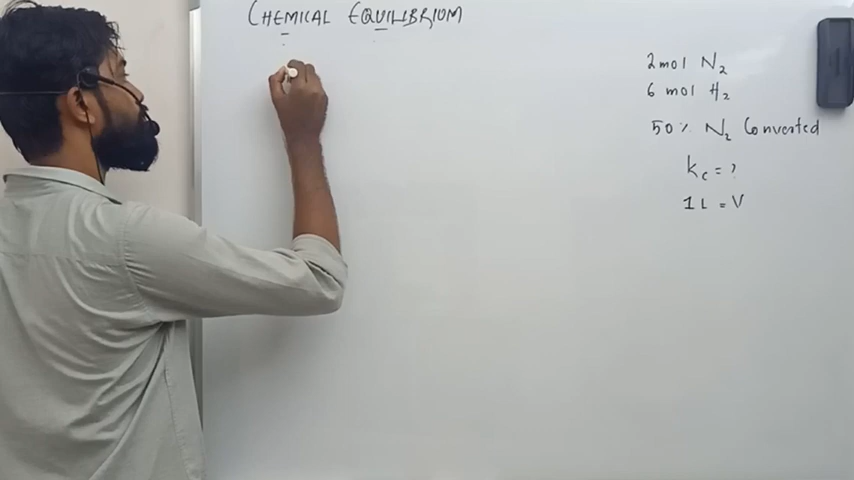 CHEMICAL EQUILIBRIUM
2 mol N₂
6 mol H₂
50% N₂ Converted
Kc = ?
1 L = V